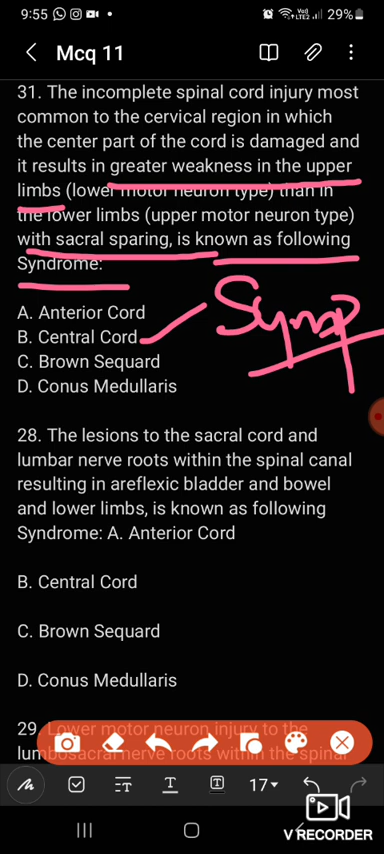 9:55 29%
Mcq 11
31. The incomplete spinal cord injury most
common to the cervical region in which
the center part of the cord is damaged and
it results in greater weakness in the upper
limbs (lower motor neuron type) than in
the lower limbs (upper motor neuron type)
with sacral sparing, is known as following
Syndrome:
A. Anterior Cord
B. Central Cord
C. Brown Sequard
D. Conus Medullaris
28. The lesions to the sacral cord and
lumbar nerve roots within the spinal canal
resulting in areflexic bladder and bowel
and lower limbs, is known as following
Syndrome: A. Anterior Cord
B. Central Cord
C. Brown Sequard
D. Conus Medullaris
29. Lower motor neuron injury to the
lumbosacral nerve roots within the spinal
17
V RECORDER